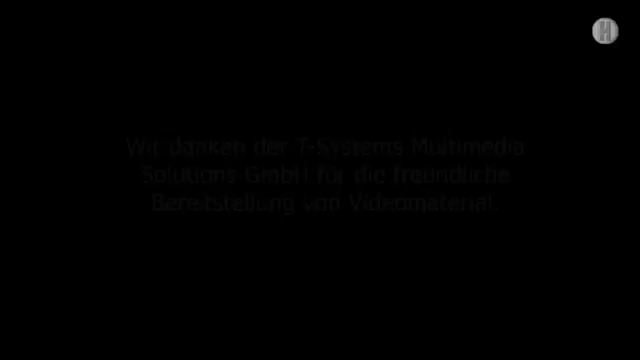 H
Wir danken der T-Systems Multimedia
Solutions GmbH für die freundliche
Bereitstellung von Videomaterial.